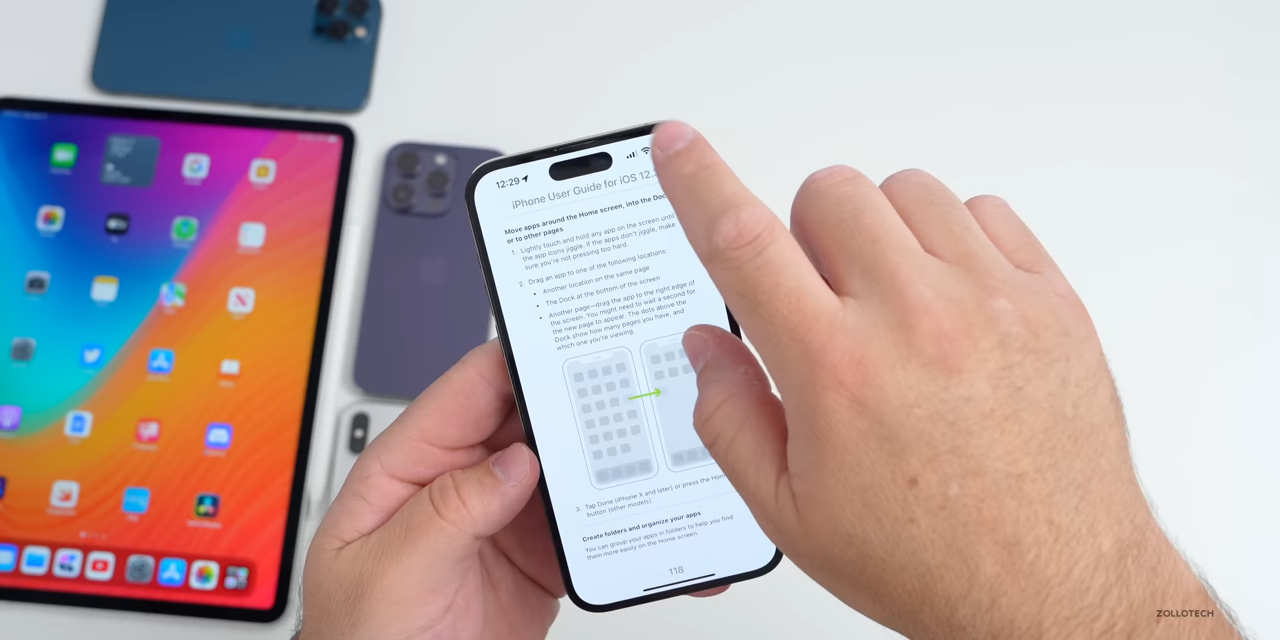 12:29
iPhone User Guide for iOS 12.
Move apps around the Home screen, into the Dock
or to other pages
1. Lightly touch and hold any app on the screen until
the app icons jiggle. If the apps don't jiggle, make
sure you're not pressing too hard.
2. Drag an app to one of the following locations:
• Another location on the same page
• The Dock at the bottom of the screen
• Another page—drag the app to the right edge of
the screen. You might need to wait a second for
the new page to appear. The dots above the
Dock show how many pages you have, and
which one you're viewing.
3. Tap Done (iPhone X and later) or press the Home
button (other models).
Create folders and organize your apps
You can group your apps in folders to help you find
them more easily on the Home screen
118
ZOLLOTECH